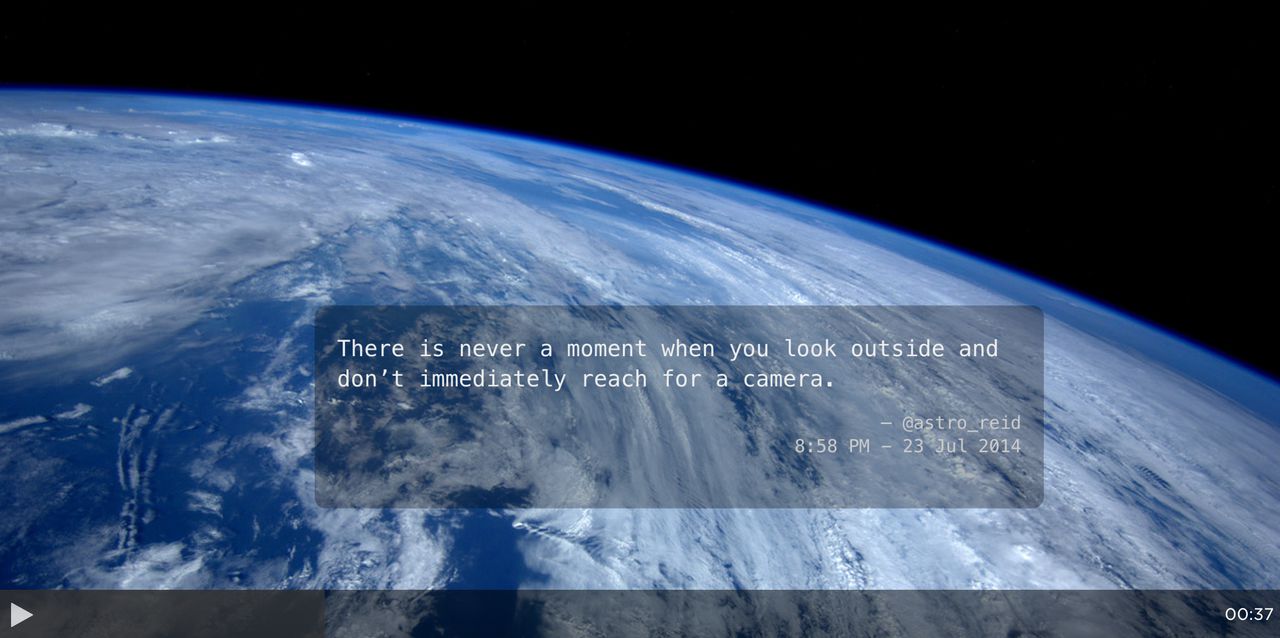 There is never a moment when you look outside and
don’t immediately reach for a camera.
— @astro_reid
8:58 PM – 23 Jul 2014
00:37